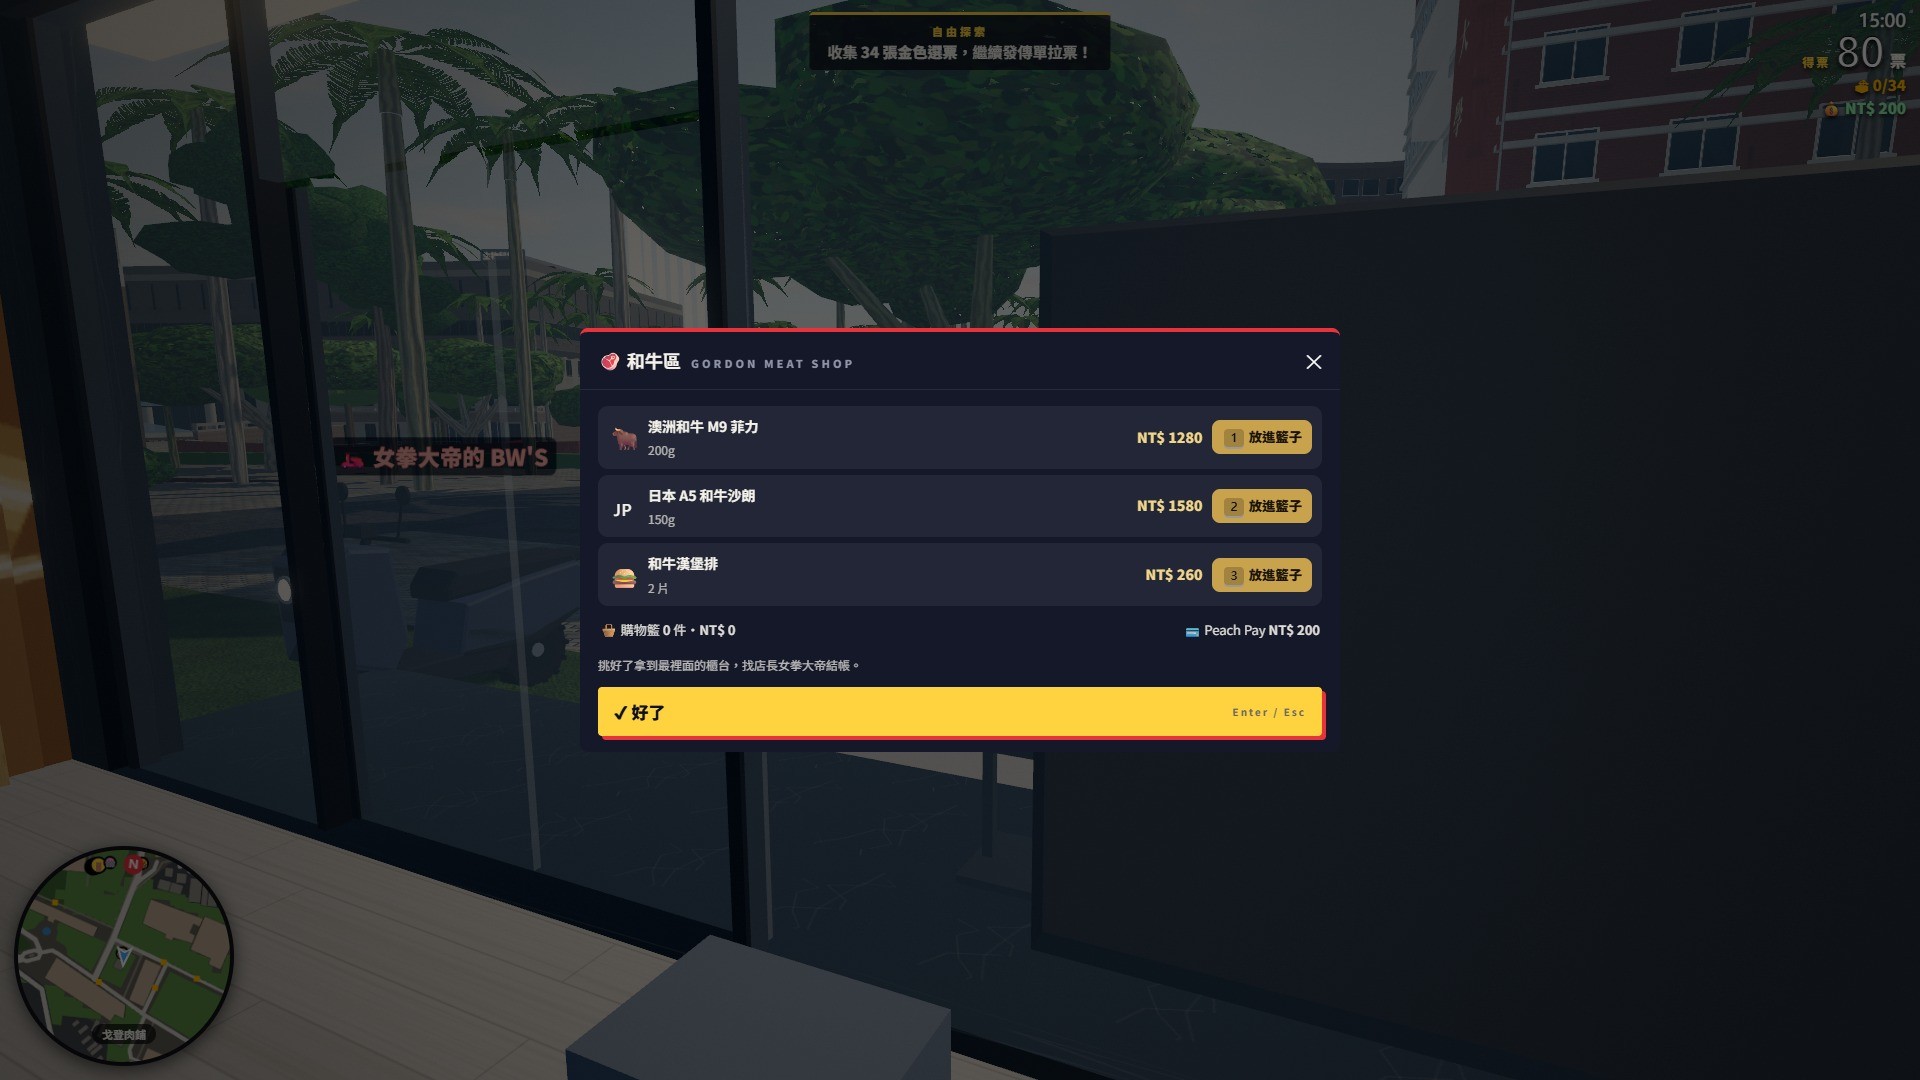 自由探索
收集 34 張金色選票，繼續發傳單拉票！
15:00
得票 80 票
0/34
NT$ 200
和牛區 GORDON MEAT SHOP
澳洲和牛 M9 菲力
200g
NT$ 1280
1 放進籃子
JP
日本 A5 和牛沙朗
150g
NT$ 1580
2 放進籃子
和牛漢堡排
2 片
NT$ 260
3 放進籃子
購物籃 0 件・NT$ 0
Peach Pay NT$ 200
挑好了拿到最裡面的櫃台，找店長女拳大帝結帳。
✓ 好了
Enter / Esc
女拳大帝的 BW'S
N
戈登肉鋪